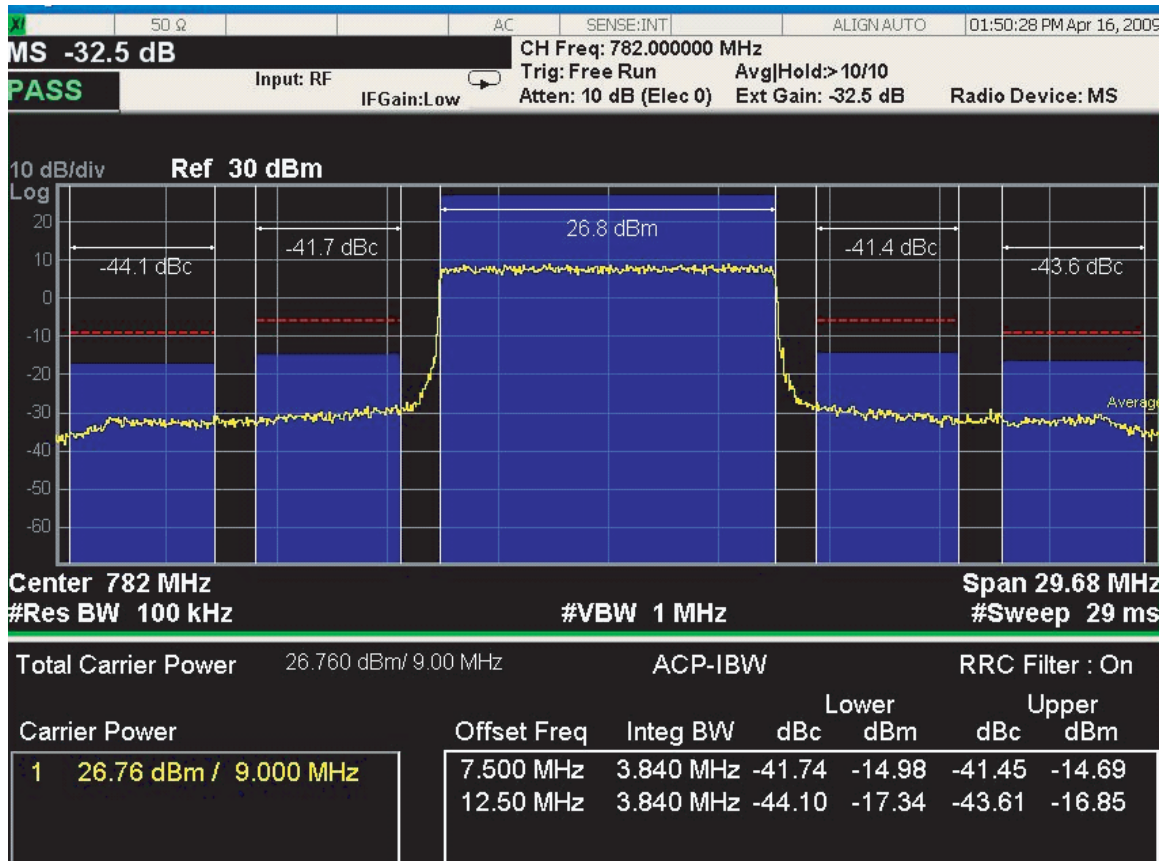 XI 50 Ω AC SENSE:INT ALIGN AUTO 01:50:28 PM Apr 16, 2009
MS -32.5 dB
CH Freq: 782.000000 MHz
PASS
Input: RF
Trig: Free Run Avg|Hold:>10/10
IFGain:Low
Atten: 10 dB (Elec 0) Ext Gain: -32.5 dB Radio Device: MS
10 dB/div Ref 30 dBm
Log
20
26.8 dBm
-41.7 dBc
-41.4 dBc
10
-44.1 dBc
-43.6 dBc
0
-10
-20
-30
Average
-40
-50
-60
Center 782 MHz Span 29.68 MHz
#Res BW 100 kHz #VBW 1 MHz #Sweep 29 ms
Total Carrier Power 26.760 dBm/ 9.00 MHz ACP-IBW RRC Filter : On
Lower Upper
Carrier Power Offset Freq Integ BW dBc dBm dBc dBm
1 26.76 dBm / 9.000 MHz 7.500 MHz 3.840 MHz -41.74 -14.98 -41.45 -14.69
12.50 MHz 3.840 MHz -44.10 -17.34 -43.61 -16.85